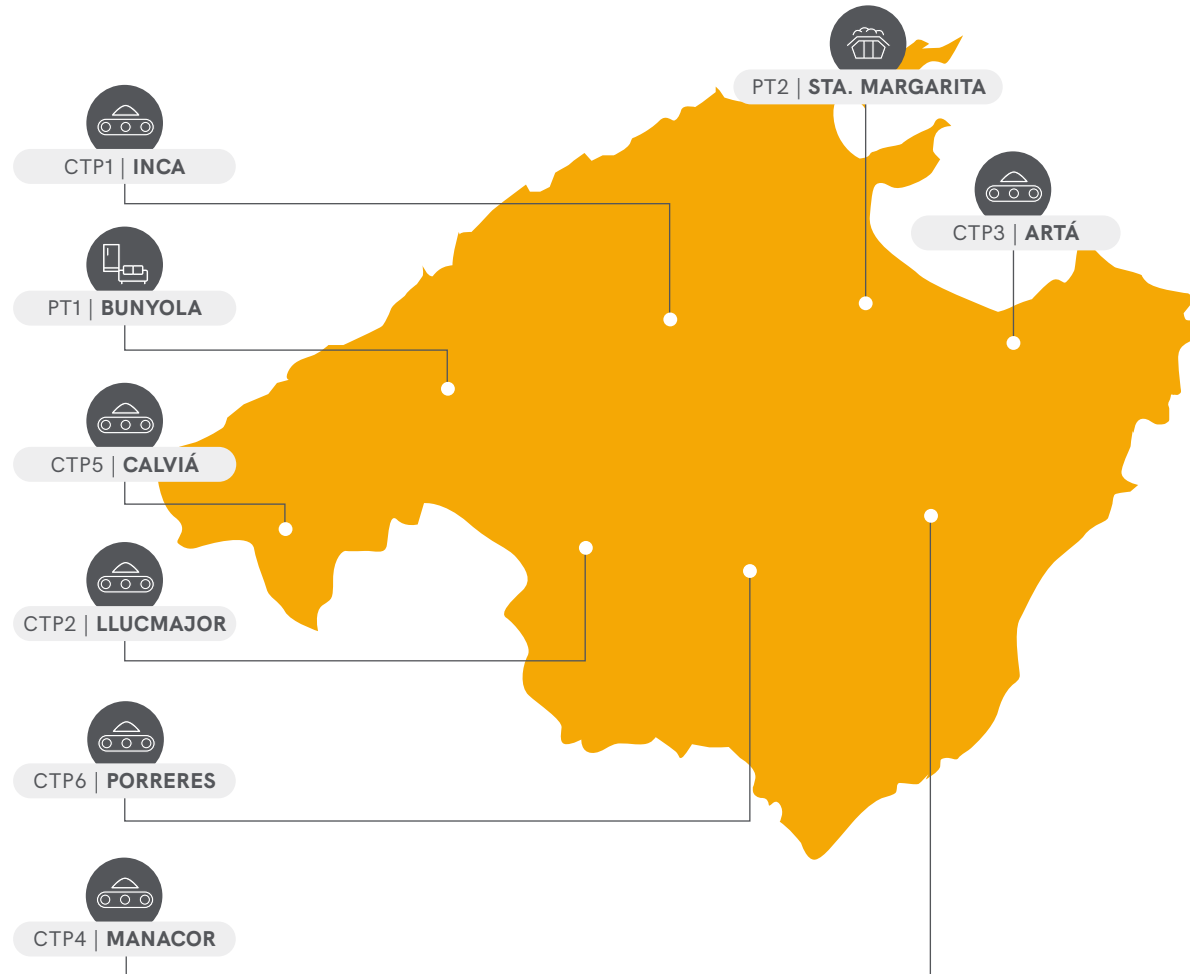 PT2 | STA. MARGARITA
CTP1 | INCA
CTP3 | ARTÁ
PT1 | BUNYOLA
CTP5 | CALVIÁ
CTP2 | LLUCMAJOR
CTP6 | PORRERES
CTP4 | MANACOR